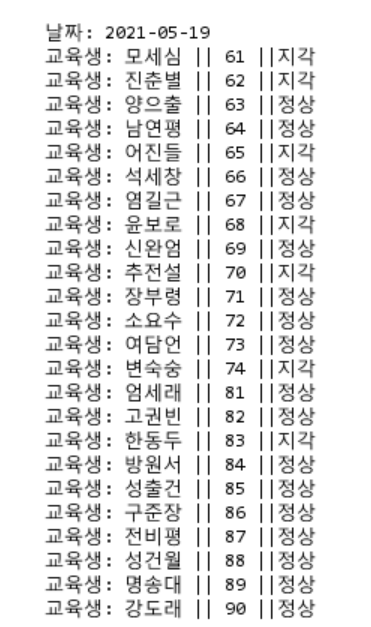 날짜: 2021-05-19
교육생: 모세심 || 61 ||지각
교육생: 진춘별 || 62 ||지각
교육생: 양으출 || 63 ||정상
교육생: 남연평 || 64 ||정상
교육생: 어진들 || 65 ||지각
교육생: 석세창 || 66 ||정상
교육생: 염길근 || 67 ||정상
교육생: 윤보로 || 68 ||지각
교육생: 신완엄 || 69 ||정상
교육생: 추전설 || 70 ||지각
교육생: 장부령 || 71 ||정상
교육생: 소요수 || 72 ||정상
교육생: 여담언 || 73 ||정상
교육생: 변숙숭 || 74 ||지각
교육생: 엄세래 || 81 ||정상
교육생: 고권빈 || 82 ||정상
교육생: 한동두 || 83 ||지각
교육생: 방원서 || 84 ||정상
교육생: 성출건 || 85 ||정상
교육생: 구준장 || 86 ||정상
교육생: 전비평 || 87 ||정상
교육생: 성건월 || 88 ||정상
교육생: 명송대 || 89 ||정상
교육생: 강도래 || 90 ||정상